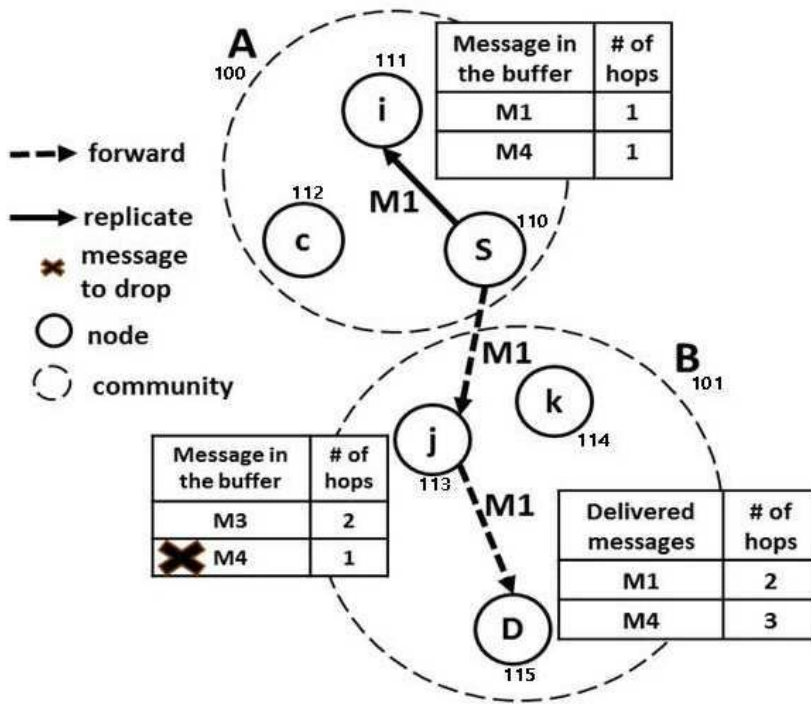 A
100
111
i
112
c
M1
110
S
Message in the buffer # of hops
M1 1
M4 1
forward
replicate
message
to drop
node
community
M1
B
101
k
114
j
113
M1
Message in the buffer # of hops
M3 2
M4 1
Delivered messages # of hops
M1 2
M4 3
D
115